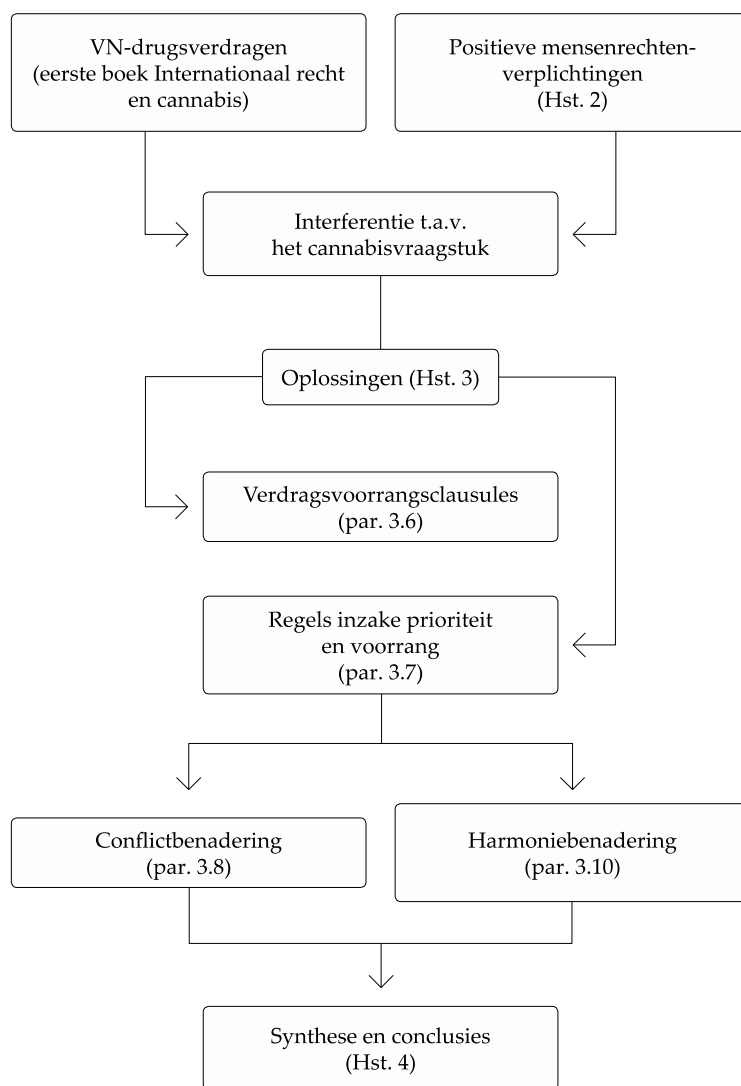 VN-drugsverdragen
(eerste boek Internationaal recht
en cannabis)
Positieve mensenrechten-
verplichtingen
(Hst. 2)
Interferentie t.a.v.
het cannabisvraagstuk
Oplossingen (Hst. 3)
Verdragsvoorrangsclausules
(par. 3.6)
Regels inzake prioriteit
en voorrang
(par. 3.7)
Conflictbenadering
(par. 3.8)
Harmoniebenadering
(par. 3.10)
Synthese en conclusies
(Hst. 4)